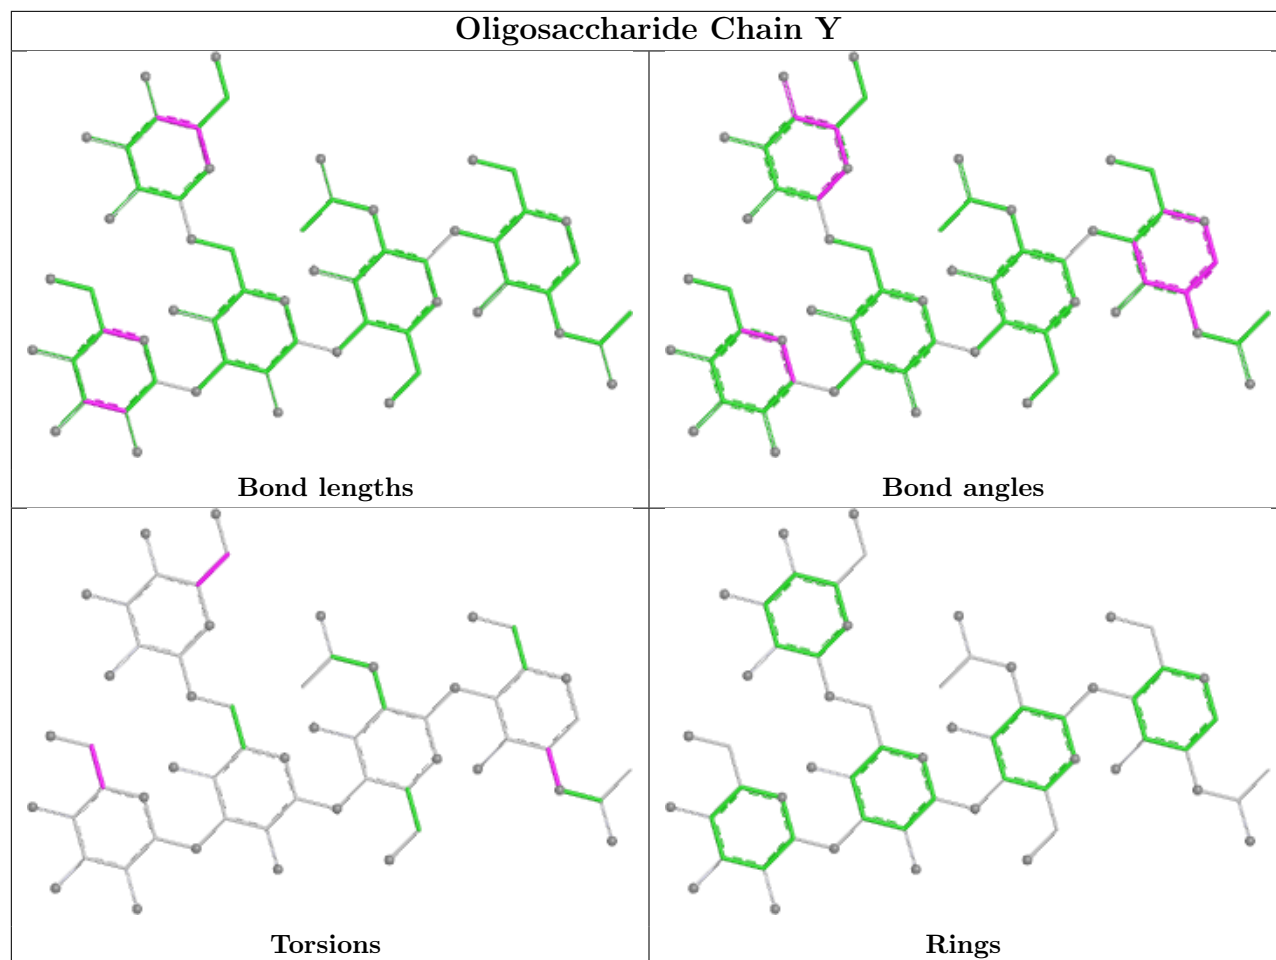 Oligosaccharide Chain Y
Bond lengths
Bond angles
Torsions
Rings